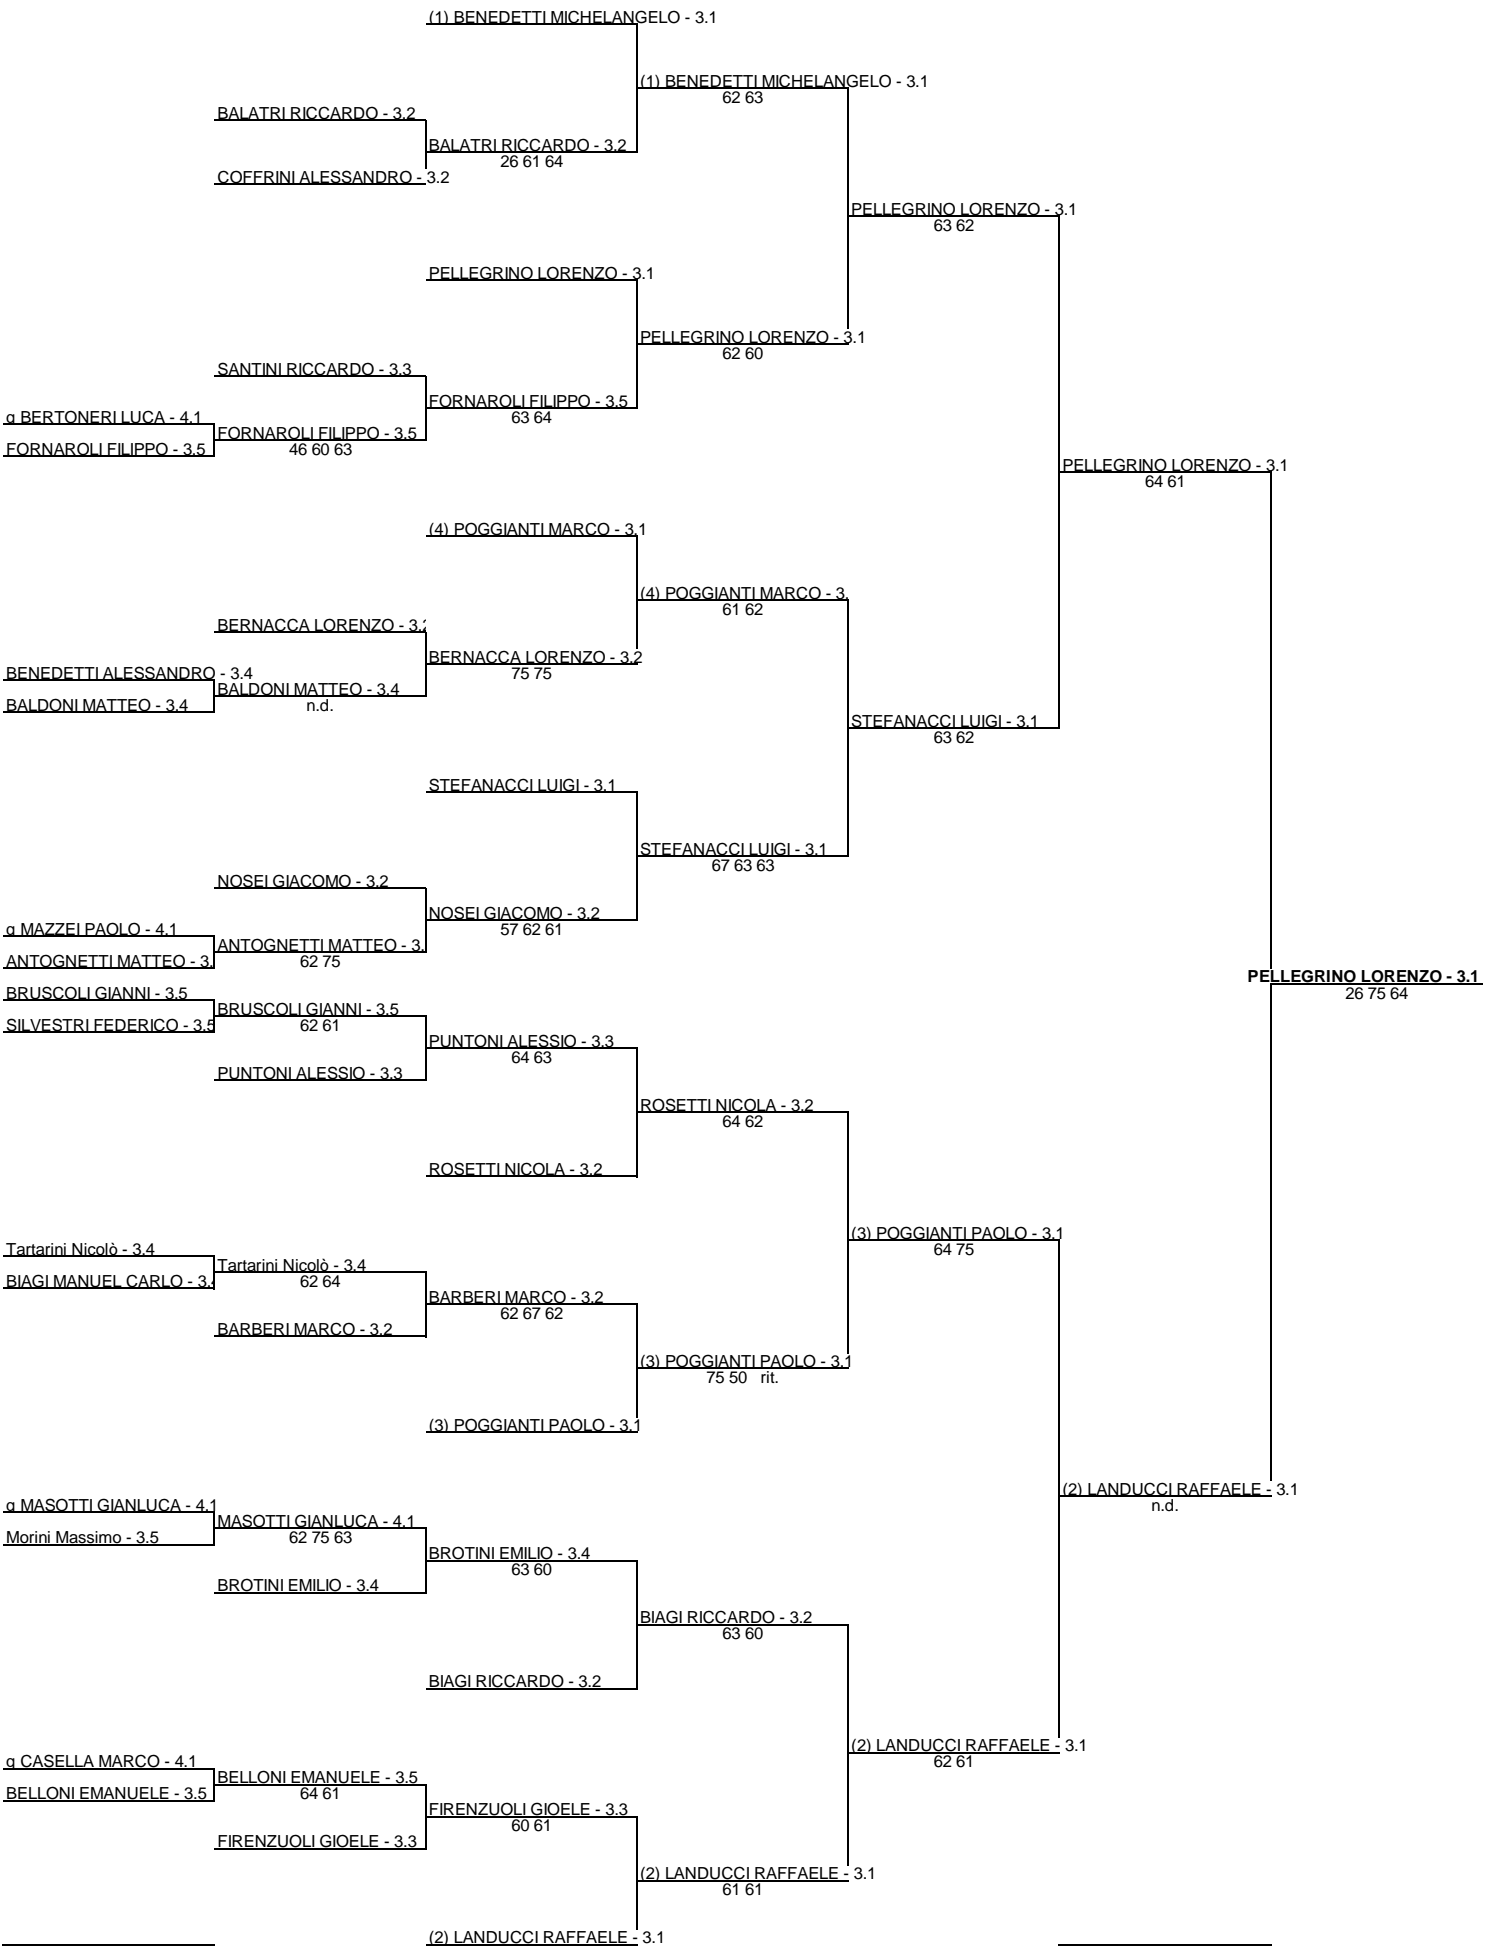 (1) BENEDETTI MICHELANGELO - 3.1
(1) BENEDETTI MICHELANGELO - 3.1
62 63
BALATRI RICCARDO - 3.2
BALATRI RICCARDO - 3.2
26 61 64
COFFRINI ALESSANDRO - 3.2
PELLEGRINO LORENZO - 3.1
63 62
PELLEGRINO LORENZO - 3.1
PELLEGRINO LORENZO - 3.1
62 60
SANTINI RICCARDO - 3.3
FORNAROLI FILIPPO - 3.5
63 64
q BERTONERI LUCA - 4.1
FORNAROLI FILIPPO - 3.5
46 60 63
FORNAROLI FILIPPO - 3.5
PELLEGRINO LORENZO - 3.1
64 61
(4) POGGIANTI MARCO - 3.1
(4) POGGIANTI MARCO - 3.
61 62
BERNACCA LORENZO - 3.2
BERNACCA LORENZO - 3.2
75 75
BENEDETTI ALESSANDRO - 3.4
BALDONI MATTEO - 3.4
n.d.
BALDONI MATTEO - 3.4
STEFANACCI LUIGI - 3.1
63 62
STEFANACCI LUIGI - 3.1
STEFANACCI LUIGI - 3.1
67 63 63
NOSEI GIACOMO - 3.2
NOSEI GIACOMO - 3.2
57 62 61
q MAZZEI PAOLO - 4.1
ANTOGNETTI MATTEO - 3.
62 75
ANTOGNETTI MATTEO - 3.
PELLEGRINO LORENZO - 3.1
26 75 64
BRUSCOLI GIANNI - 3.5
BRUSCOLI GIANNI - 3.5
62 61
SILVESTRI FEDERICO - 3.5
PUNTONI ALESSIO - 3.3
64 63
PUNTONI ALESSIO - 3.3
ROSETTI NICOLA - 3.2
64 62
ROSETTI NICOLA - 3.2
(3) POGGIANTI PAOLO - 3.1
64 75
Tartarini Nicolò - 3.4
Tartarini Nicolò - 3.4
62 64
BIAGI MANUEL CARLO - 3.4
BARBERI MARCO - 3.2
62 67 62
BARBERI MARCO - 3.2
(3) POGGIANTI PAOLO - 3.1
75 50 rit.
(3) POGGIANTI PAOLO - 3.1
(2) LANDUCCI RAFFAELE - 3.1
n.d.
q MASOTTI GIANLUCA - 4.1
MASOTTI GIANLUCA - 4.1
62 75 63
Morini Massimo - 3.5
BROTINI EMILIO - 3.4
63 60
BROTINI EMILIO - 3.4
BIAGI RICCARDO - 3.2
63 60
BIAGI RICCARDO - 3.2
(2) LANDUCCI RAFFAELE - 3.1
62 61
q CASELLA MARCO - 4.1
BELLONI EMANUELE - 3.5
64 61
BELLONI EMANUELE - 3.5
FIRENZUOLI GIOELE - 3.3
60 61
FIRENZUOLI GIOELE - 3.3
(2) LANDUCCI RAFFAELE - 3.1
61 61
(2) LANDUCCI RAFFAELE - 3.1